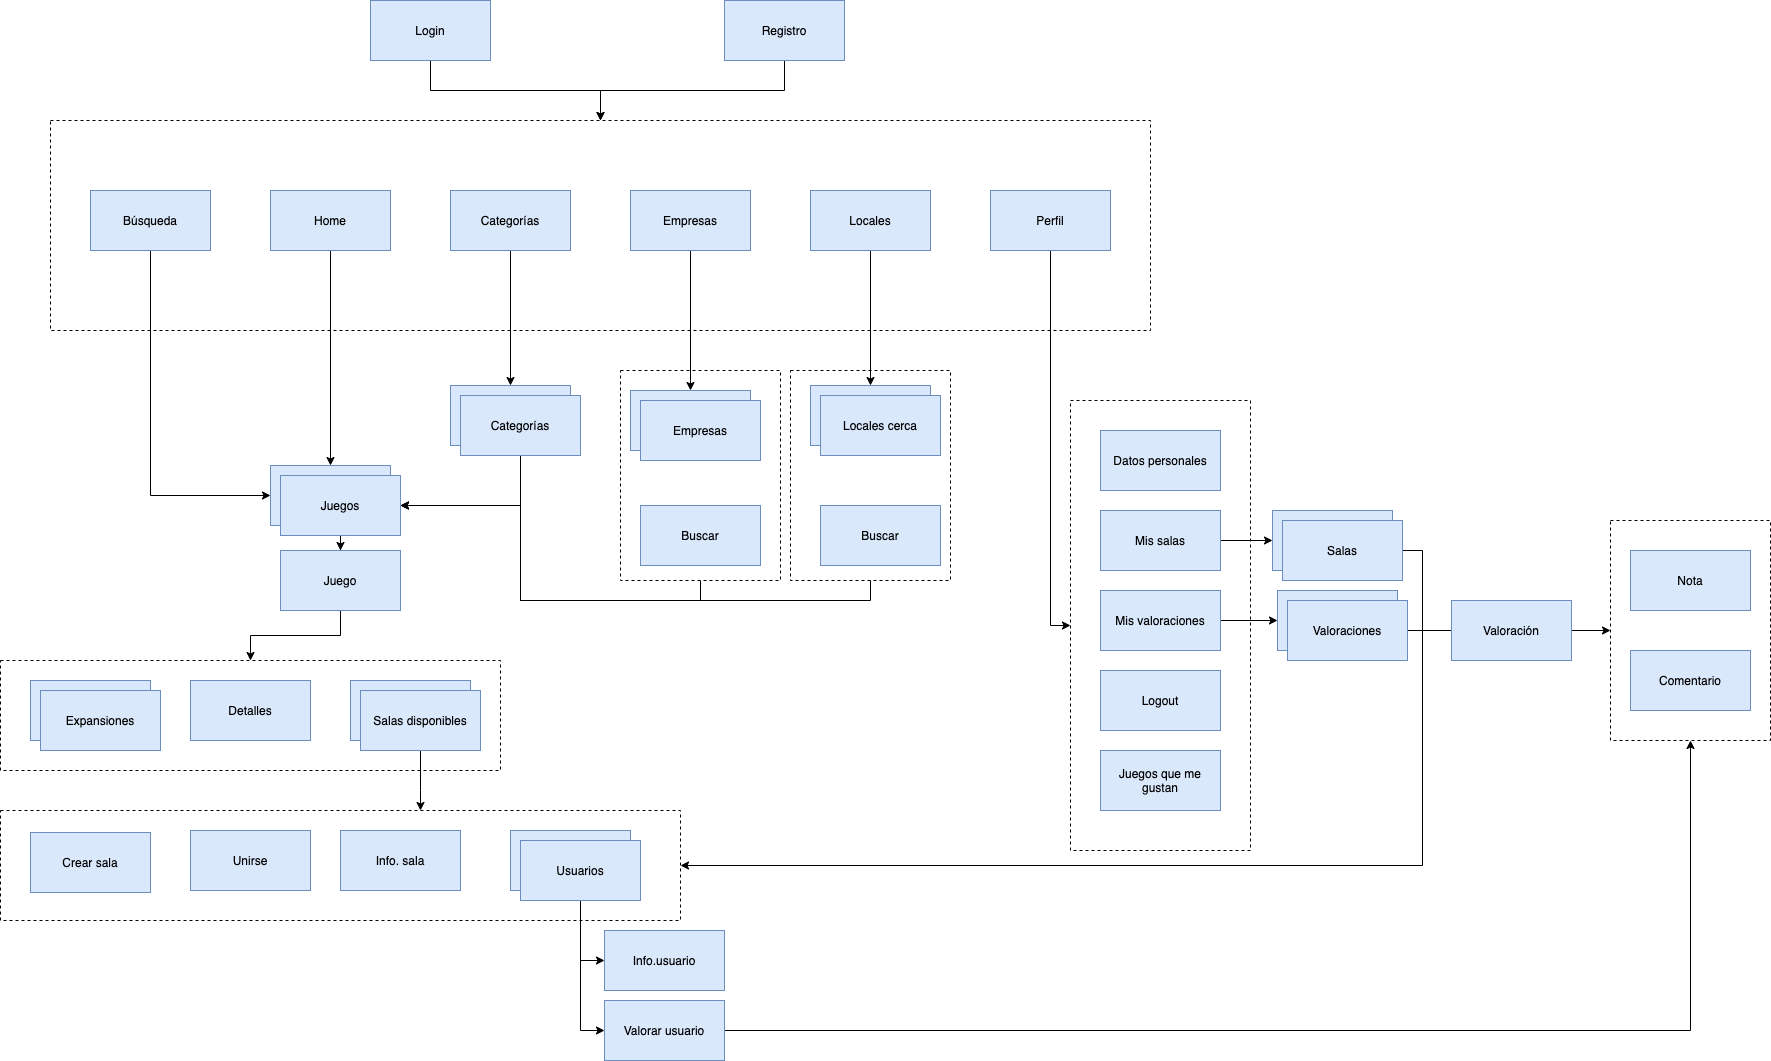 Login
Registro
Búsqueda
Home
Categorías
Empresas
Locales
Perfil
Categorías
Empresas
Locales cerca
Datos personales
Juegos
Buscar
Buscar
Mis salas
Salas
Juego
Nota
Mis valoraciones
Valoraciones
Valoración
Comentario
Logout
Expansiones
Detalles
Salas disponibles
Juegos que me
gustan
Crear sala
Unirse
Info. sala
Usuarios
Info.usuario
Valorar usuario